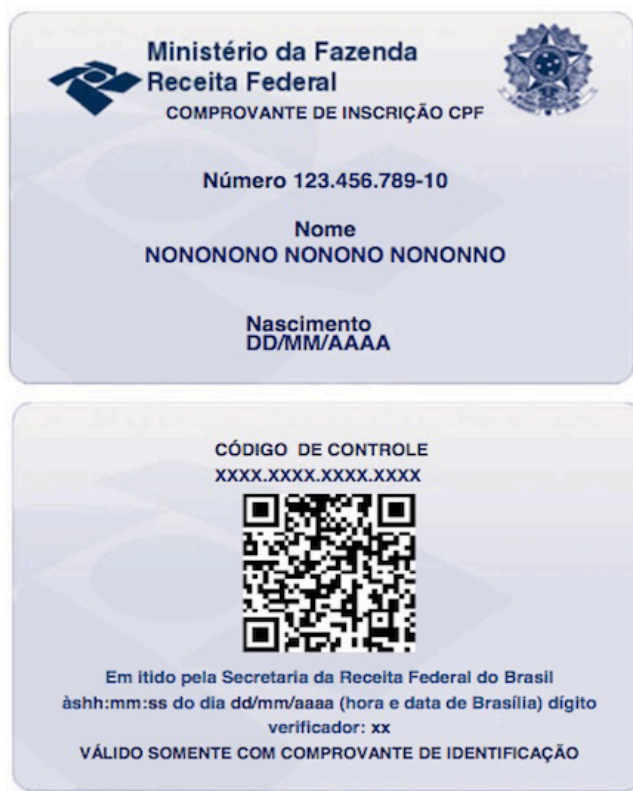 Ministério da Fazenda
Receita Federal
COMPROVANTE DE INSCRIÇÃO CPF
Número 123.456.789-10
Nome
NONONONO NONONO NONONNO
Nascimento
DD/MM/AAAA
CÓDIGO DE CONTROLE
XXXX.XXXX.XXXX.XXXX
Em itido pela Secretaria da Receita Federal do Brasil
àshh:mm:ss do dia dd/mm/aaaa (hora e data de Brasília) dígito
verificador: xx
VÁLIDO SOMENTE COM COMPROVANTE DE IDENTIFICAÇÃO